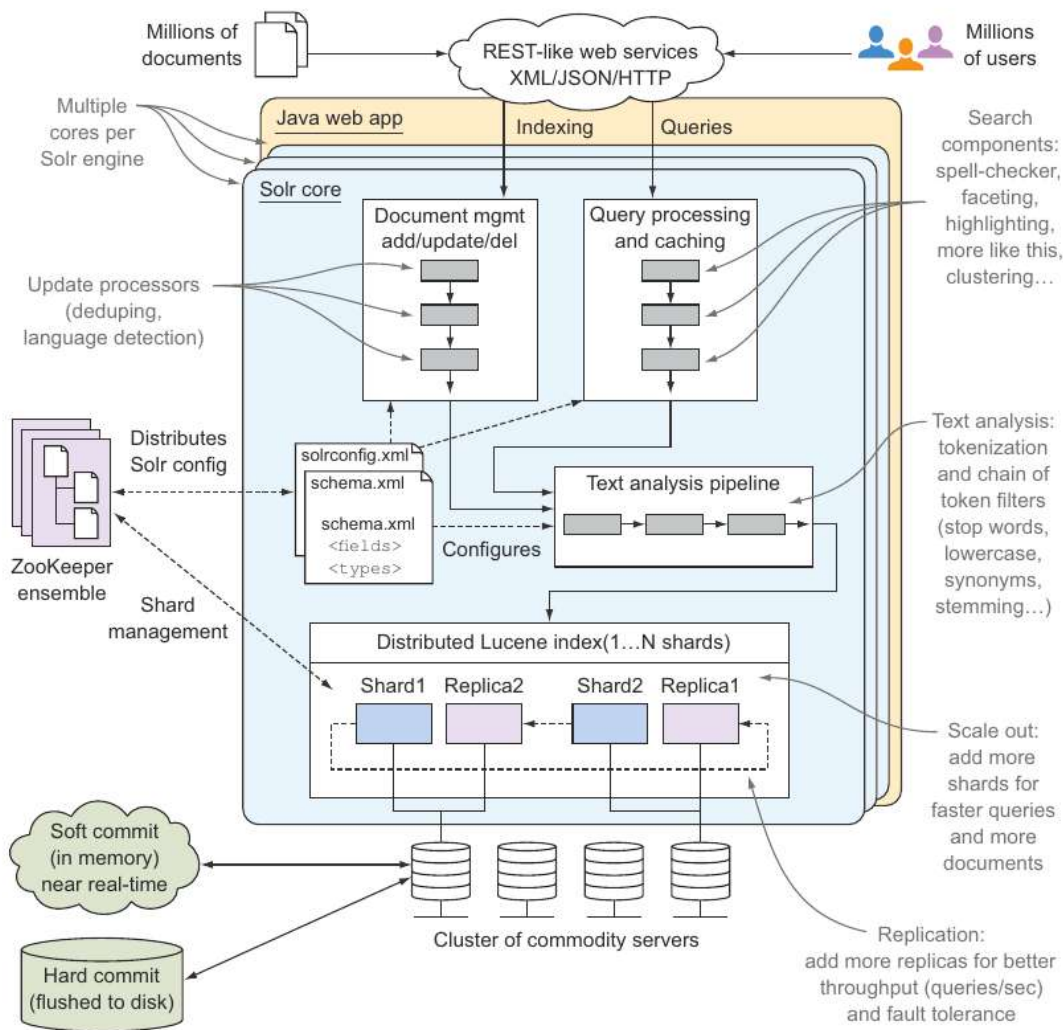 Millions of
documents
REST-like web services
XML/JSON/HTTP
Millions
of users
Multiple
cores per
Solr engine
Java web app
Indexing
Queries
Search
components:
spell-checker,
faceting,
highlighting,
more like this,
clustering…
Solr core
Document mgmt
add/update/del
Query processing
and caching
Update processors
(deduping,
language detection)
Distributes
Solr config
solrconfig.xml
schema.xml
schema.xml
<fields>
<types>
Configures
Text analysis pipeline
Text analysis:
tokenization
and chain of
token filters
(stop words,
lowercase,
synonyms,
stemming…)
ZooKeeper
ensemble
Shard
management
Distributed Lucene index(1…N shards)
Shard1
Replica2
Shard2
Replica1
Scale out:
add more
shards for
faster queries
and more
documents
Soft commit
(in memory)
near real-time
Cluster of commodity servers
Hard commit
(flushed to disk)
Replication:
add more replicas for better
throughput (queries/sec)
and fault tolerance